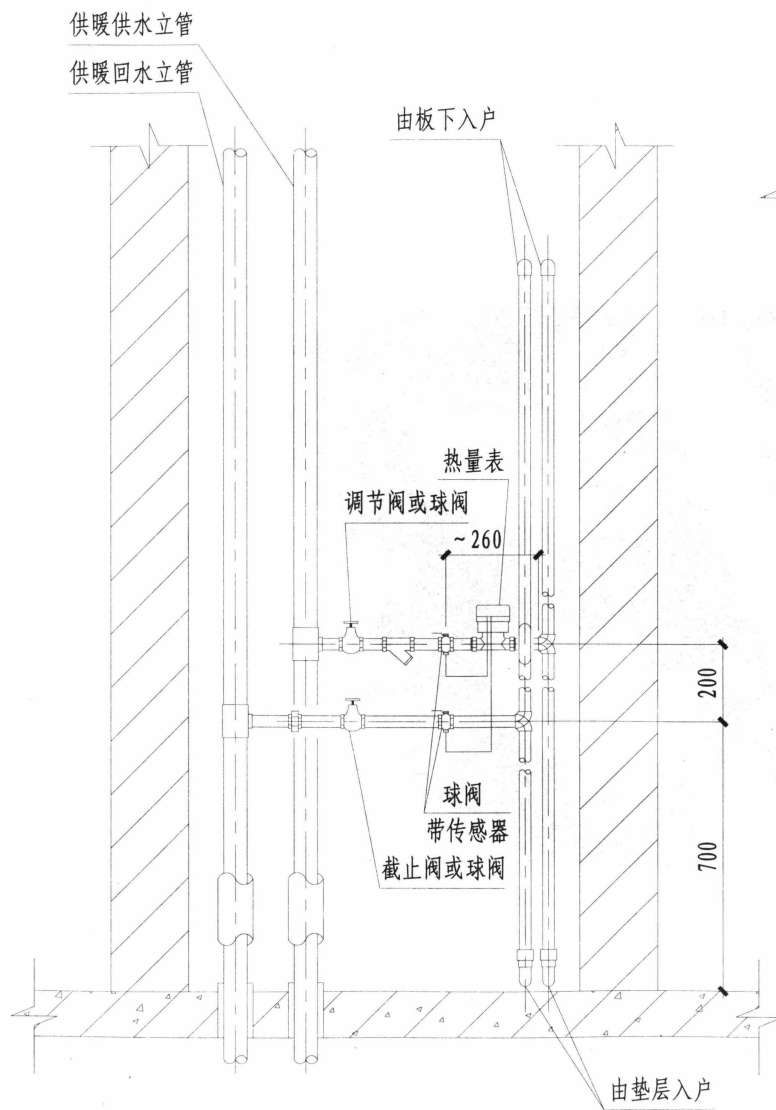 供暖供水立管
供暖回水立管
由板下入户
热量表
调节阀或球阀
~260
200
球阀
带传感器
截止阀或球阀
700
由垫层入户